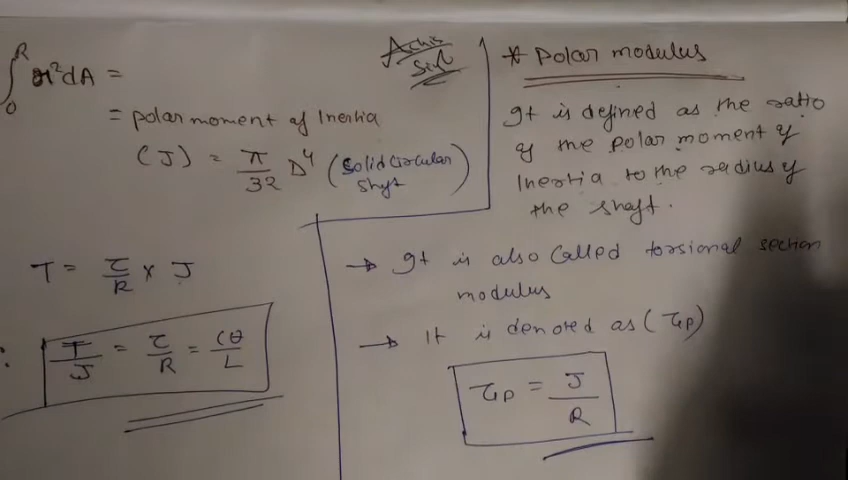 ∫₀ᴿ r²dA =
= polar moment of Inertia
(J) = π/32 D⁴ (Solid Circular Shaft)
T = τ/R × J
∴ T/J = τ/R = Cθ/L
* Polar modulus
It is defined as the ratio
of the polar moment of
Inertia to the radius of
the shaft.
→ It is also Called torsional section
modulus
→ It is denoted as (Zp)
Zp = J/R